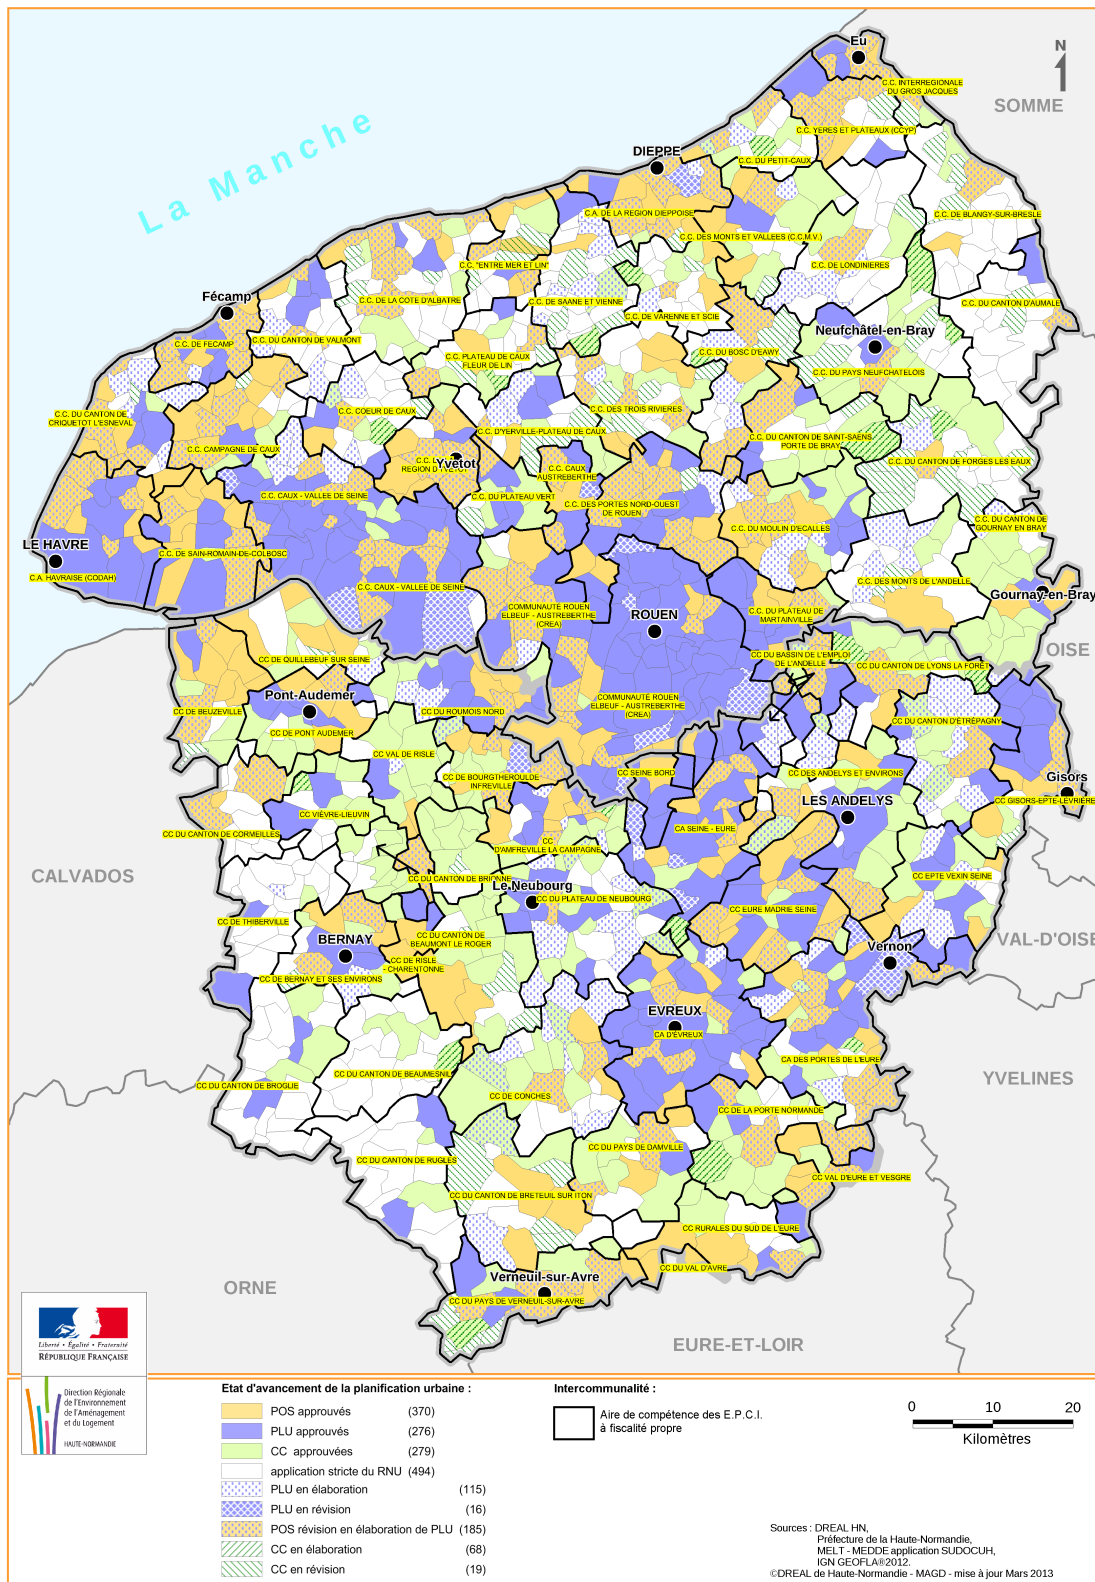 Eu
N
C.C. INTERREGIONALE
DU GROS JACQUES
SOMME
La Manche
C.C. YERES ET PLATEAUX (CCYP)
DIEPPE
C.C. DU PETIT-CAUX
C.A. DE LA REGION DIEPPOISE
C.C. DE BLANGY-SUR-BRESLE
C.C. DES MONTS ET VALLEES (C.C.M.V.)
C.C. "ENTRE MER ET LIN"
C.C. DE LONDINIERES
Fécamp
C.C. DE LA COTE D'ALBATRE
C.C. DE SAANE ET VIENNE
C.C. DU CANTON D'AUMALE
C.C. DE VARENNE ET SCIE
Neufchâtel-en-Bray
C.C. DE FECAMP
C.C. DU CANTON DE VALMONT
C.C. PLATEAU DE CAUX
FLEUR DE LIN
C.C. DU BOSC D'EAWY
C.C. DU PAYS NEUFCHATELOIS
C.C. DU CANTON DE
CRIQUETOT L'ESNEVAL
C.C. COEUR DE CAUX
C.C. DES TROIS RIVIERES
C.C. D'YERVILLE-PLATEAU DE CAUX
C.C. DU CANTON DE SAINT-SAENS
PORTE DE BRAY
C.C. CAMPAGNE DE CAUX
Yvetot
C.C. DU CANTON DE FORGES LES EAUX
C.C. CAUX
AUSTREBERTHE
C.C. CAUX - VALLEE DE SEINE
C.C. DU PLATEAU VERT
C.C. DES PORTES NORD-OUEST
DE ROUEN
C.C. DU MOULIN D'ECALLES
C.C. DU CANTON DE
GOURNAY EN BRAY
LE HAVRE
C.C. DE SAIN-ROMAIN-DE-COLBOSC
C.A. HAVRAISE (CODAH)
C.C. CAUX - VALLEE DE SEINE
C.C. DES MONTS DE L'ANDELLE
Gournay-en-Bray
COMMUNAUTÉ ROUEN
ELBEUF - AUSTREBERTHE
(CREA)
ROUEN
C.C. DU PLATEAU DE
MARTAINVILLE
OISE
CC DE QUILLEBEUF SUR SEINE
CC DU BASSIN DE L'EMPLOI
DE L'ANDELLE
CC DU CANTON DE LYONS LA FORÊT
Pont-Audemer
COMMUNAUTÉ ROUEN
ELBEUF - AUSTREBERTHE
(CREA)
CC DE BEUZEVILLE
CC DU ROUMOIS NORD
CC DU CANTON D'ÉTREPAGNY
CC DE PONT AUDEMER
CC VAL DE RISLE
CC SEINE BORD
CC DE BOURGTHEROULDE
INFREVILLE
CC DES ANDELYS ET ENVIRONS
Gisors
LES ANDELYS
CC GISORS-EPTE-LEVRIERE
CC VIÈVRE-LIEUVIN
CC DU CANTON DE CORMEILLES
CA SEINE - EURE
CC
D'AMFREVILLE LA CAMPAGNE
CALVADOS
CC DU CANTON DE BRIONNE
CC EPTE VEXIN SEINE
Le Neubourg
CC DU PLATEAU DE NEUBOURG
CC EURE MADRIE SEINE
CC DE THIBERVILLE
BERNAY
CC DU CANTON DE
BEAUMONT LE ROGER
VAL-D'OISE
Vernon
CC DE RISLE
- CHARENTONNE
CC DE BERNAY ET SES ENVIRONS
EVREUX
CA D'ÉVREUX
CA DES PORTES DE L'EURE
CC DU CANTON DE BEAUMESNIL
YVELINES
CC DU CANTON DE BROGLIE
CC DE CONCHES
CC DE LA PORTE NORMANDE
CC DU PAYS DE DAMVILLE
CC DU CANTON DE RUGLES
CC VAL D'EURE ET VESGRE
CC DU CANTON DE BRETEUIL SUR ITON
CC RURALES DU SUD DE L'EURE
CC DU VAL D'AVRE
Verneuil-sur-Avre
ORNE
CC DU PAYS DE VERNEUIL-SUR-AVRE
EURE-ET-LOIR
Liberté • Égalité • Fraternité
RÉPUBLIQUE FRANÇAISE
Direction Régionale
de l'Environnement
de l'Aménagement
et du Logement
HAUTE-NORMANDIE
Etat d'avancement de la planification urbaine :
POS approuvés (370)
PLU approuvés (276)
CC approuvées (279)
application stricte du RNU (494)
PLU en élaboration (115)
PLU en révision (16)
POS révision en élaboration de PLU (185)
CC en élaboration (68)
CC en révision (19)
Intercommunalité :
Aire de compétence des E.P.C.I.
à fiscalité propre
0 10 20
Kilomètres
Sources : DREAL HN,
Préfecture de la Haute-Normandie,
MELT - MEDDE application SUDOCUH,
IGN GEOFLA®2012.
©DREAL de Haute-Normandie - MAGD - mise à jour Mars 2013